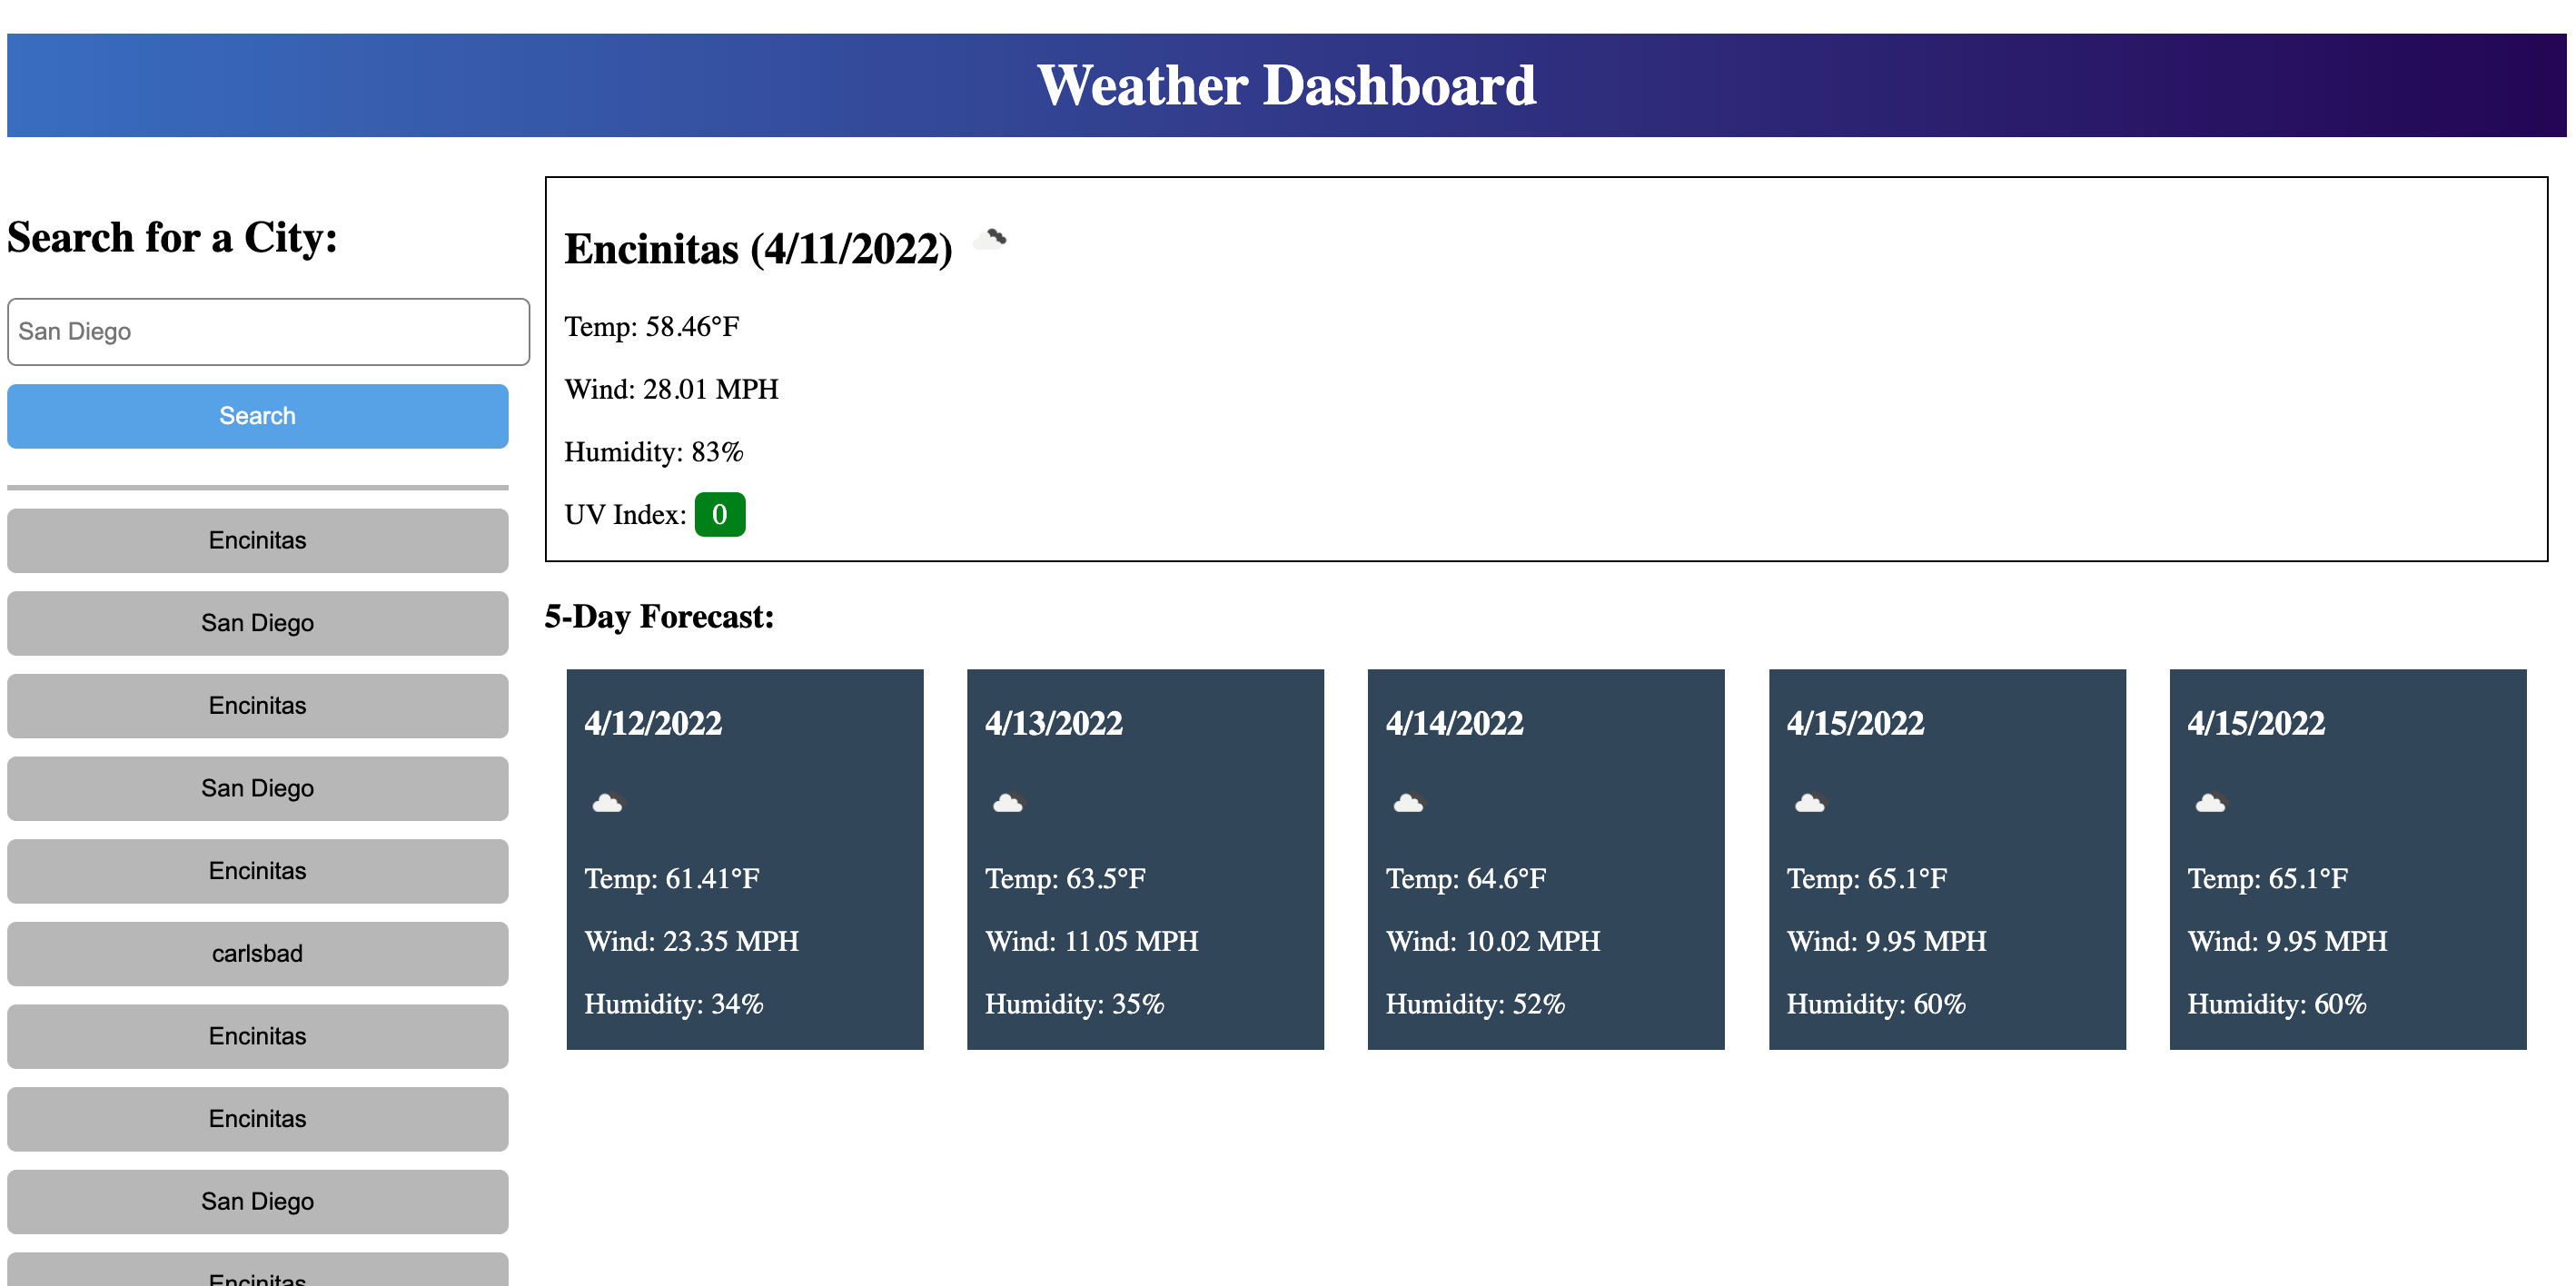 Weather Dashboard
Search for a City:
San Diego
Search
Encinitas
San Diego
Encinitas
San Diego
Encinitas
carlsbad
Encinitas
Encinitas
San Diego
Encinitas
Encinitas (4/11/2022)
Temp: 58.46°F
Wind: 28.01 MPH
Humidity: 83%
UV Index: 0
5-Day Forecast:
4/12/2022
Temp: 61.41°F
Wind: 23.35 MPH
Humidity: 34%
4/13/2022
Temp: 63.5°F
Wind: 11.05 MPH
Humidity: 35%
4/14/2022
Temp: 64.6°F
Wind: 10.02 MPH
Humidity: 52%
4/15/2022
Temp: 65.1°F
Wind: 9.95 MPH
Humidity: 60%
4/15/2022
Temp: 65.1°F
Wind: 9.95 MPH
Humidity: 60%